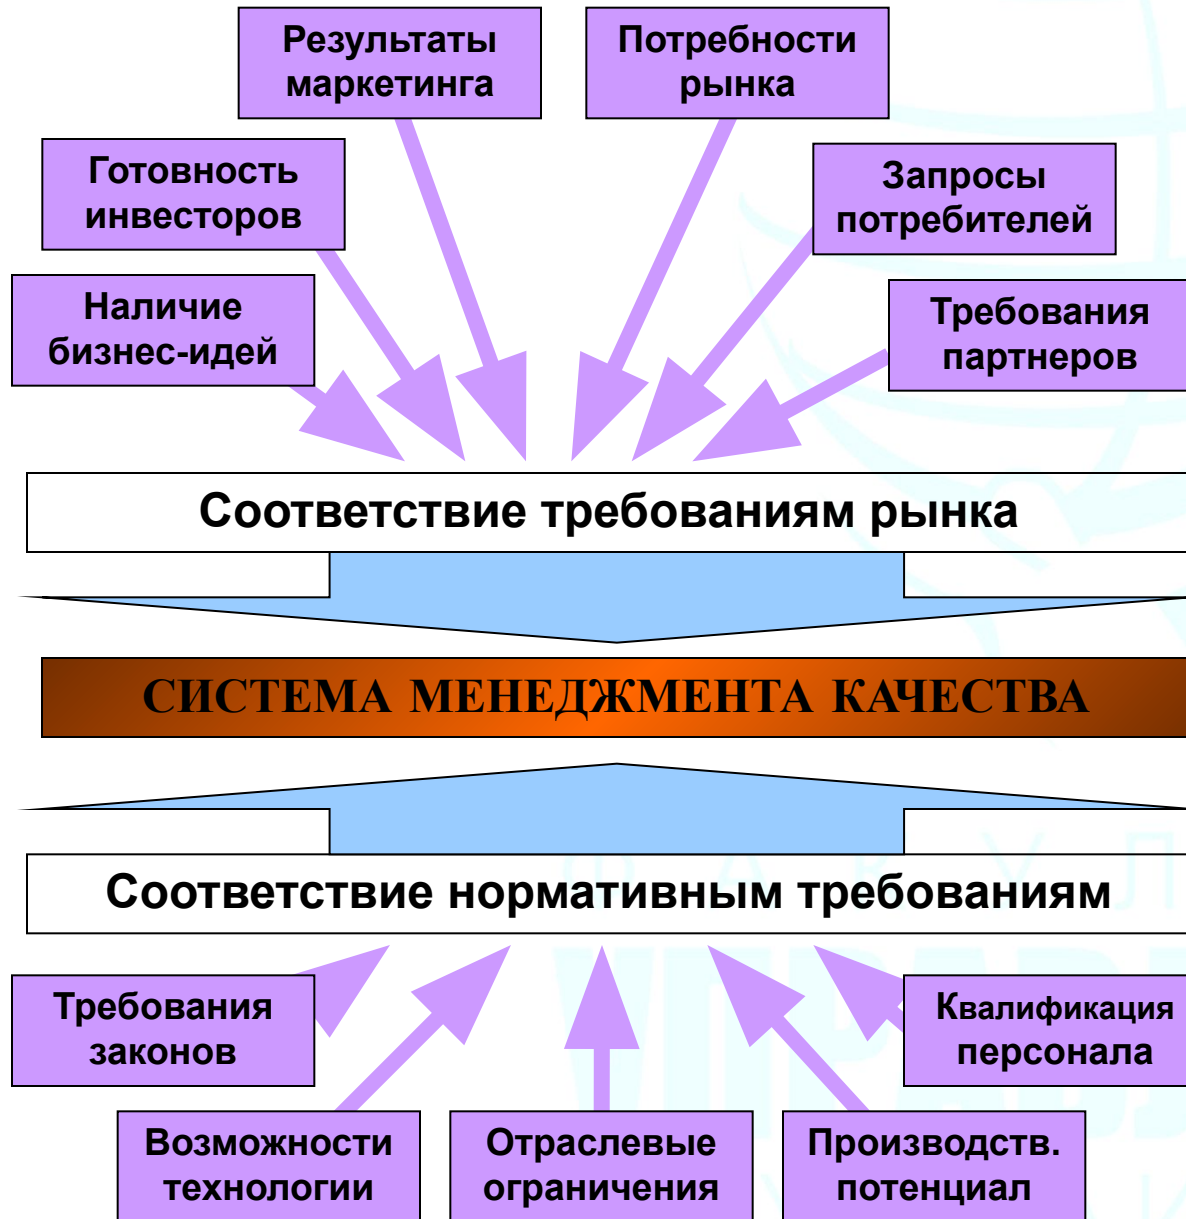 Результаты
маркетинга
Потребности
рынка
Готовность
инвесторов
Запросы
потребителей
Наличие
бизнес-идей
Требования
партнеров
Соответствие требованиям рынка
СИСТЕМА МЕНЕДЖМЕНТА КАЧЕСТВА
Соответствие нормативным требованиям
Требования
законов
Квалификация
персонала
Возможности
технологии
Отраслевые
ограничения
Производств.
потенциал